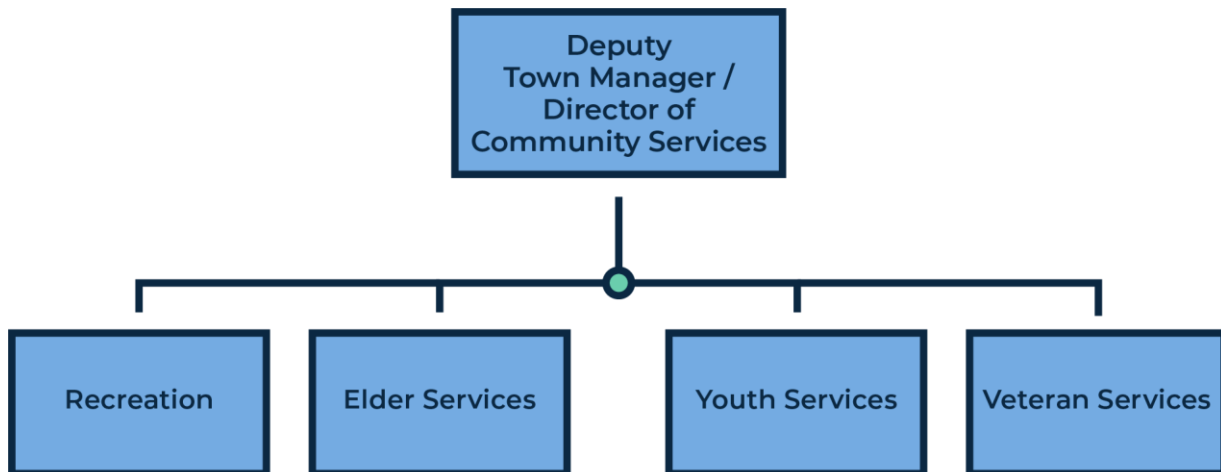 Deputy
Town Manager /
Director of
Community Services
Recreation
Elder Services
Youth Services
Veteran Services